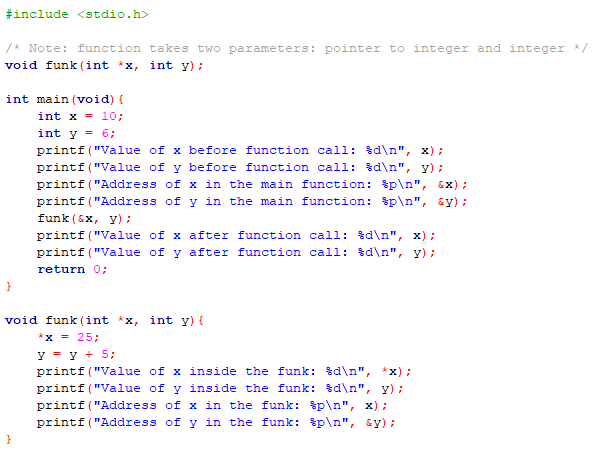 #include <stdio.h>

/* Note: function takes two parameters: pointer to integer and integer */
void funk(int *x, int y);

int main(void){
    int x = 10;
    int y = 6;
    printf("Value of x before function call: %d\n", x);
    printf("Value of y before function call: %d\n", y);
    printf("Address of x in the main function: %p\n", &x);
    printf("Address of y in the main function: %p\n", &y);
    funk(&x, y);
    printf("Value of x after function call: %d\n", x);
    printf("Value of y after function call: %d\n", y);
    return 0;
}

void funk(int *x, int y){
    *x = 25;
    y = y + 5;
    printf("Value of x inside the funk: %d\n", *x);
    printf("Value of y inside the funk: %d\n", y);
    printf("Address of x in the funk: %p\n", x);
    printf("Address of y in the funk: %p\n", &y);
}